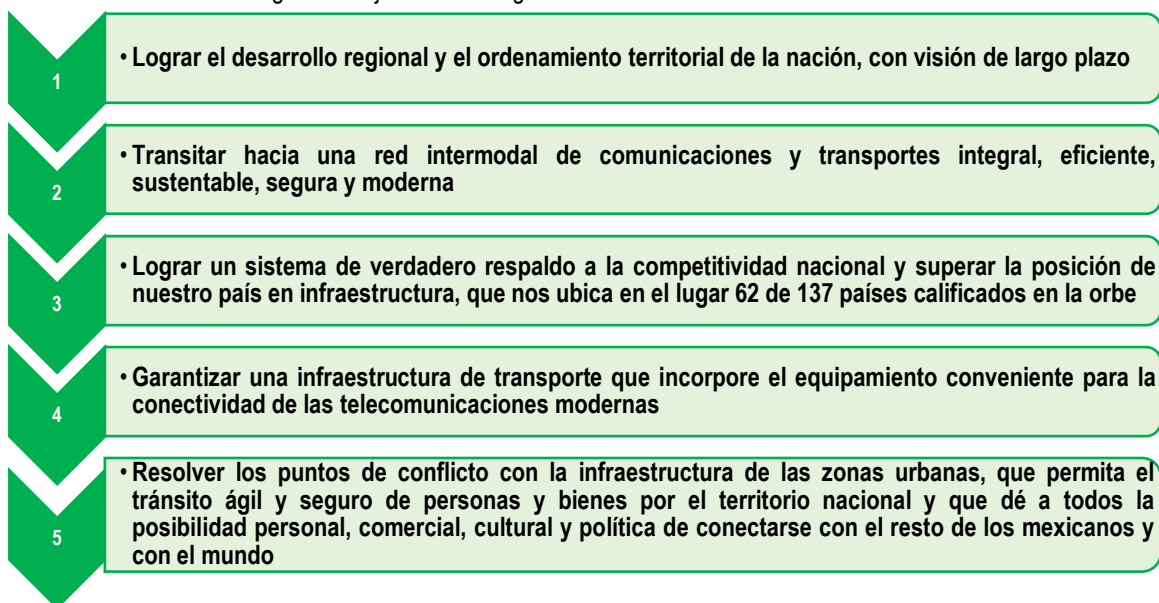 1
• Lograr el desarrollo regional y el ordenamiento territorial de la nación, con visión de largo plazo
2
• Transitar hacia una red intermodal de comunicaciones y transportes integral, eficiente,
sustentable, segura y moderna
3
• Lograr un sistema de verdadero respaldo a la competitividad nacional y superar la posición de
nuestro país en infraestructura, que nos ubica en el lugar 62 de 137 países calificados en la orbe
4
• Garantizar una infraestructura de transporte que incorpore el equipamiento conveniente para la
conectividad de las telecomunicaciones modernas
5
• Resolver los puntos de conflicto con la infraestructura de las zonas urbanas, que permita el
tránsito ágil y seguro de personas y bienes por el territorio nacional y que dé a todos la
posibilidad personal, comercial, cultural y política de conectarse con el resto de los mexicanos y
con el mundo